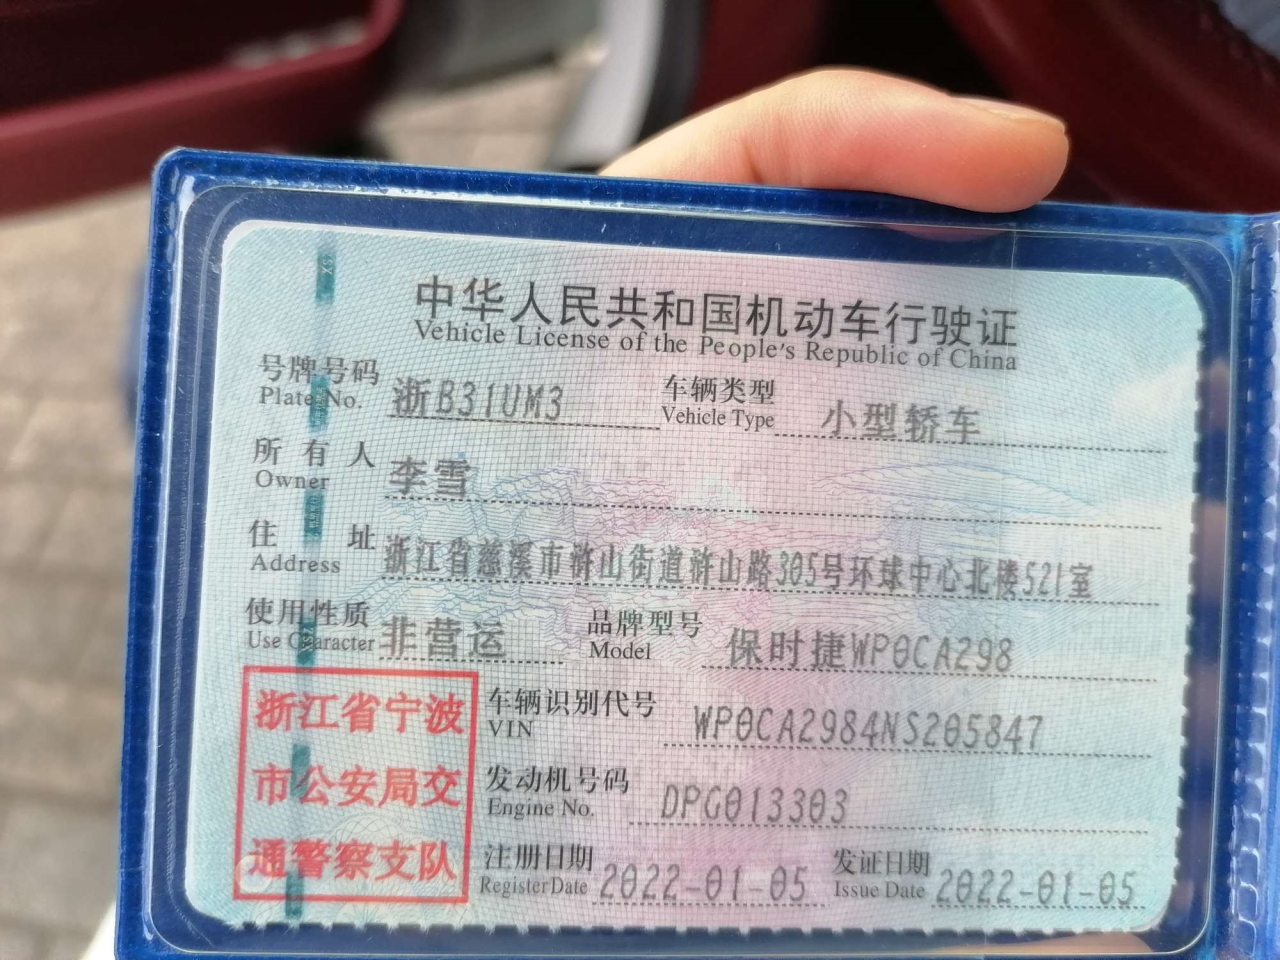 中华人民共和国机动车行驶证
Vehicle License of the People's Republic of China
号牌号码 浙B31UM3 车辆类型 小型轿车
Plate No. Vehicle Type
所有人 李雪
Owner
住址 浙江省慈溪市浒山街道浒山路305号环球中心北楼521室
Address
使用性质 非营运 品牌型号 保时捷WP0CA298
Use Character Model
浙江省宁波
市公安局交
通警察支队
车辆识别代号 WP0CA2984NS205847
VIN
发动机号码 DPG013303
Engine No.
注册日期 2022-01-05 发证日期 2022-01-05
Register Date Issue Date